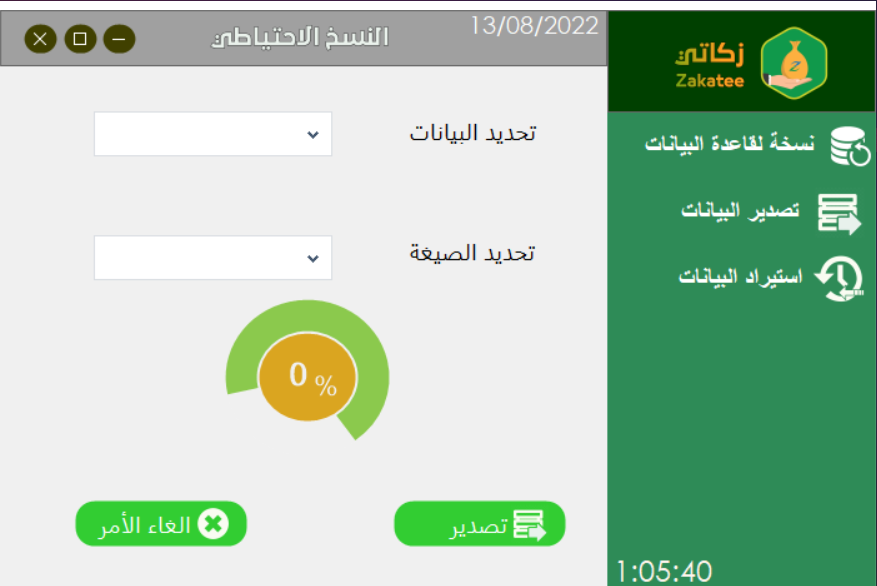 زكاتي
Zakatee
13/08/2022
النسخ الاحتياطي
نسخة لقاعدة البيانات
تصدير البيانات
استيراد البيانات
1:05:40
تحديد البيانات
تحديد الصيغة
0 %
تصدير
الغاء الأمر